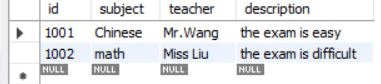 id subject teacher description
1001 Chinese Mr.Wang the exam is easy
1002 math Miss Liu the exam is difficult
NULL NULL NULL NULL